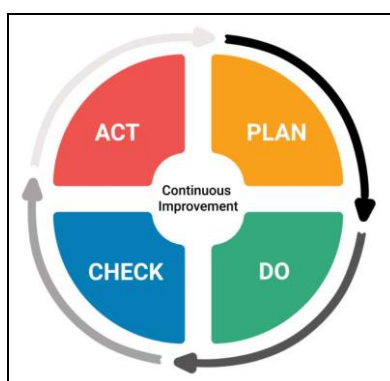 ACT
PLAN
Continuous
Improvement
CHECK
DO